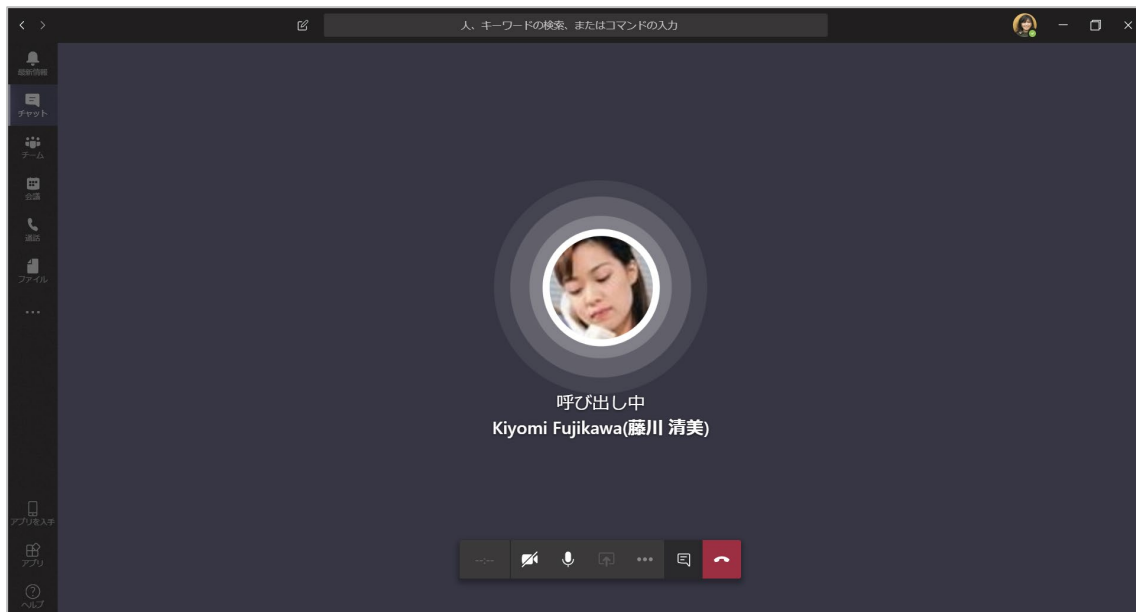 人、キーワードの検索、またはコマンドの入力
最新情報
チャット
チーム
会議
通話
ファイル
呼び出し中
Kiyomi Fujikawa(藤川 清美)
アプリを入手
アプリ
ヘルプ
--:--